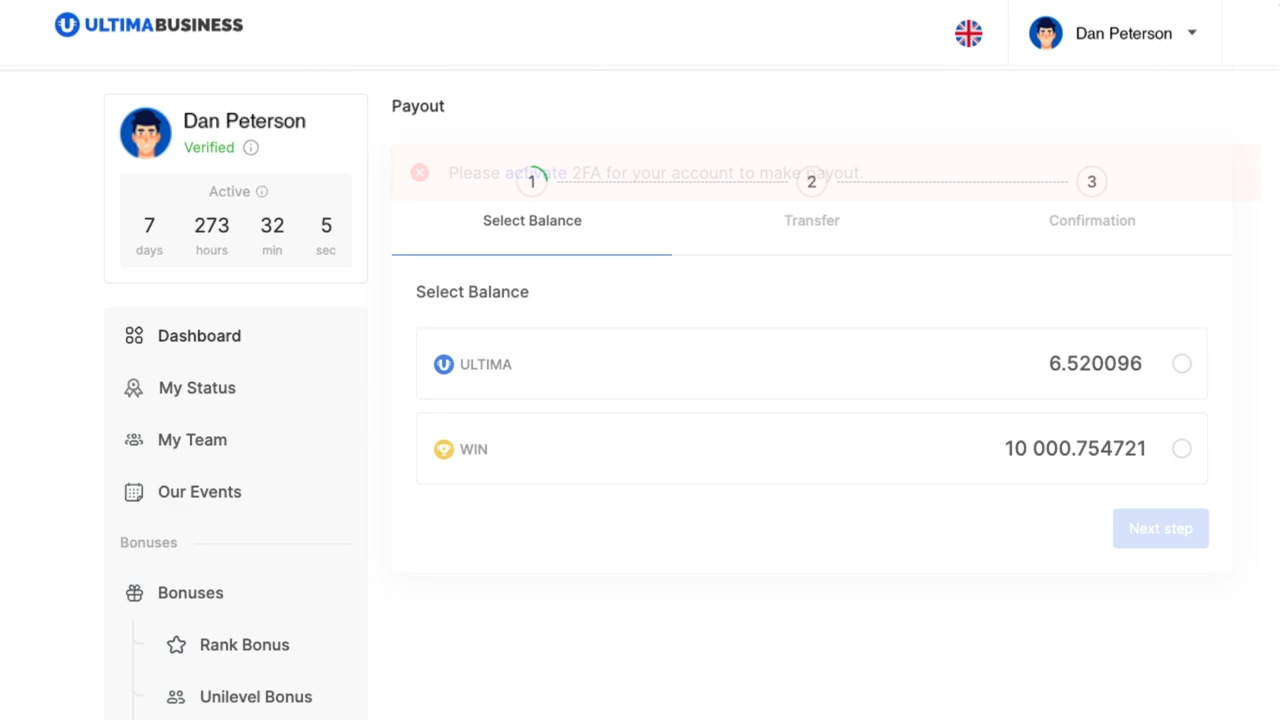 ULTIMABUSINESS
Dan Peterson
Dan Peterson
Verified
Active
7 273 32 5
days hours min sec
Dashboard
My Status
My Team
Our Events
Bonuses
Bonuses
Rank Bonus
Unilevel Bonus
Payout
Please activate 2FA for your account to make payout.
1 2 3
Select Balance Transfer Confirmation
Select Balance
ULTIMA 6.520096
WIN 10 000.754721
Next step